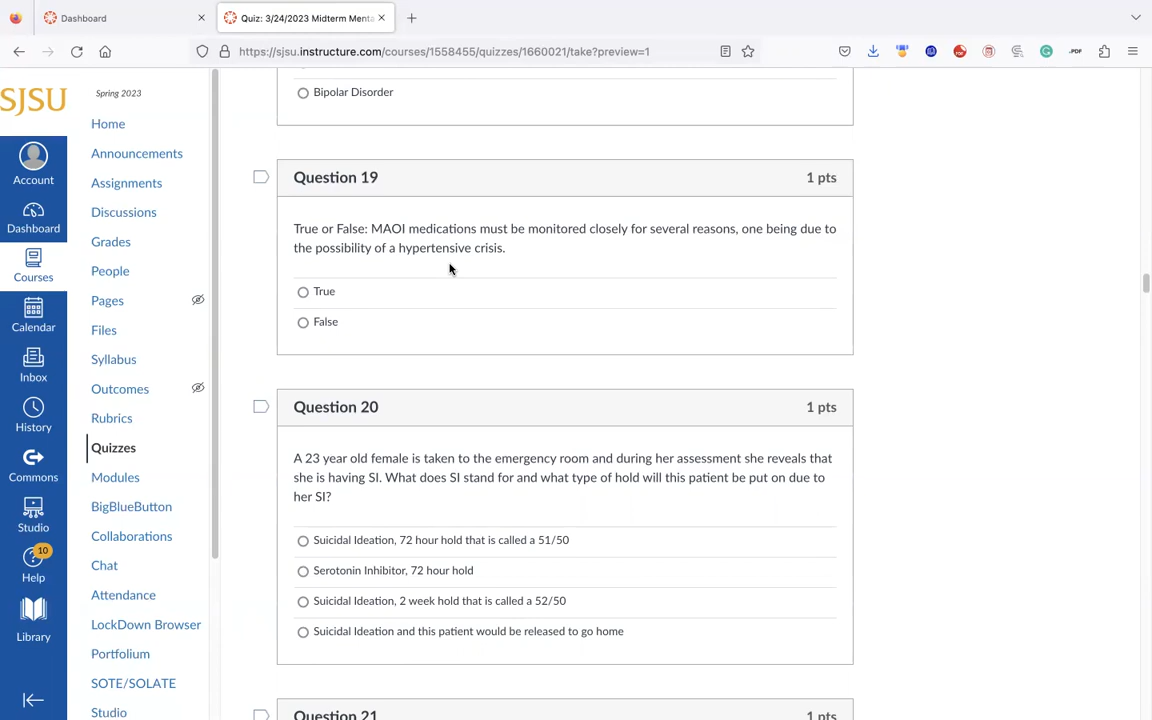 Dashboard
Quiz: 3/24/2023 Midterm Menta
https://sjsu.instructure.com/courses/1558455/quizzes/1660021/take?preview=1
.PDF
SJSU
Account
Dashboard
Courses
Calendar
Inbox
History
Commons
Studio
10
Help
Library
Spring 2023
Home
Announcements
Assignments
Discussions
Grades
People
Pages
Files
Syllabus
Outcomes
Rubrics
Quizzes
Modules
BigBlueButton
Collaborations
Chat
Attendance
LockDown Browser
Portfolium
SOTE/SOLATE
Studio
Bipolar Disorder
Question 19 1 pts
True or False: MAOI medications must be monitored closely for several reasons, one being due to
the possibility of a hypertensive crisis.
True
False
Question 20 1 pts
A 23 year old female is taken to the emergency room and during her assessment she reveals that
she is having SI. What does SI stand for and what type of hold will this patient be put on due to
her SI?
Suicidal Ideation, 72 hour hold that is called a 51/50
Serotonin Inhibitor, 72 hour hold
Suicidal Ideation, 2 week hold that is called a 52/50
Suicidal Ideation and this patient would be released to go home
Question 21 1 pts